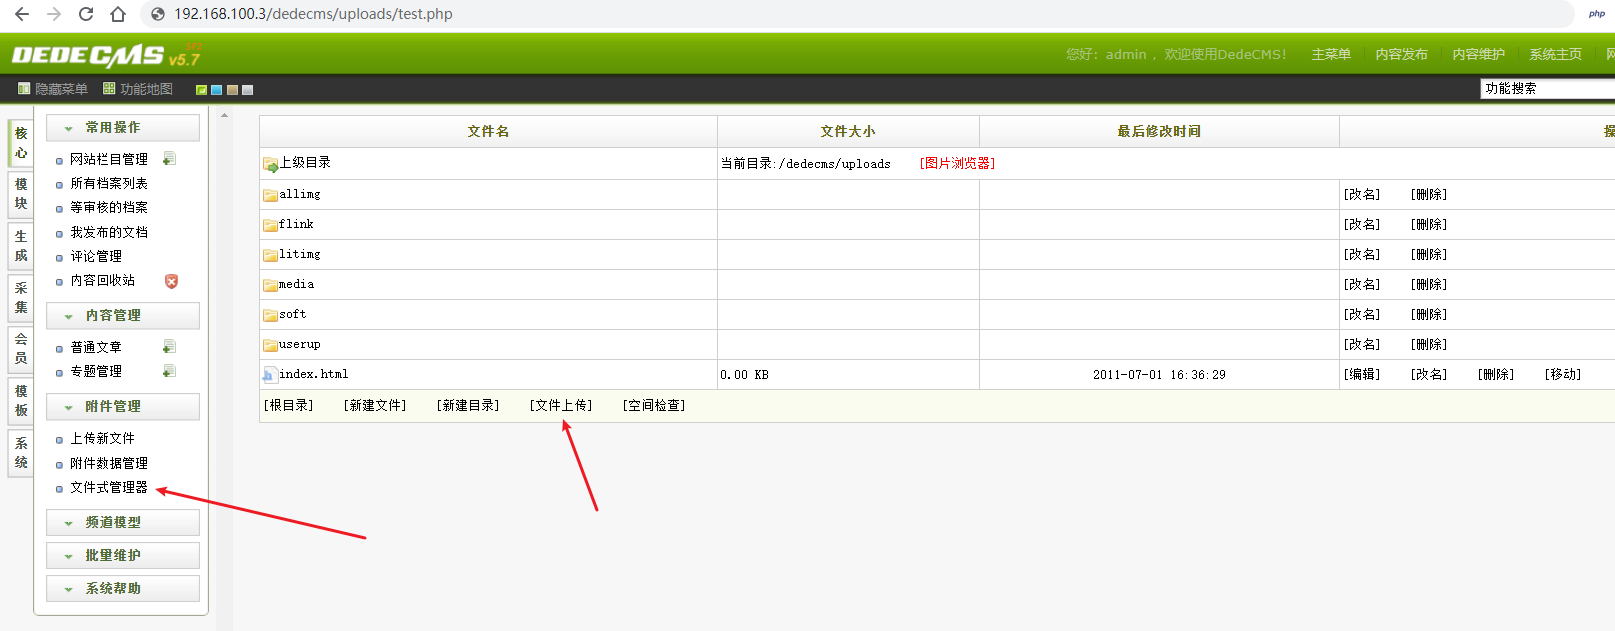 192.168.100.3/dedecms/uploads/test.php
php
DEDECMS v5.7 SP2
您好：admin ，欢迎使用DedeCMS！ 主菜单 内容发布 内容维护 系统主页
隐藏菜单 功能地图
功能搜索
核心
模块
生成
采集
会员
模板
系统
常用操作
网站栏目管理
所有档案列表
等审核的档案
我发布的文档
评论管理
内容回收站
内容管理
普通文章
专题管理
附件管理
上传新文件
附件数据管理
文件式管理器
频道模型
批量维护
系统帮助
文件名 文件大小 最后修改时间
上级目录 当前目录:/dedecms/uploads [图片浏览器]
allimg [改名] [删除]
flink [改名] [删除]
litimg [改名] [删除]
media [改名] [删除]
soft [改名] [删除]
userup [改名] [删除]
index.html 0.00 KB 2011-07-01 16:36:29 [编辑] [改名] [删除] [移动]
[根目录] [新建文件] [新建目录] [文件上传] [空间检查]